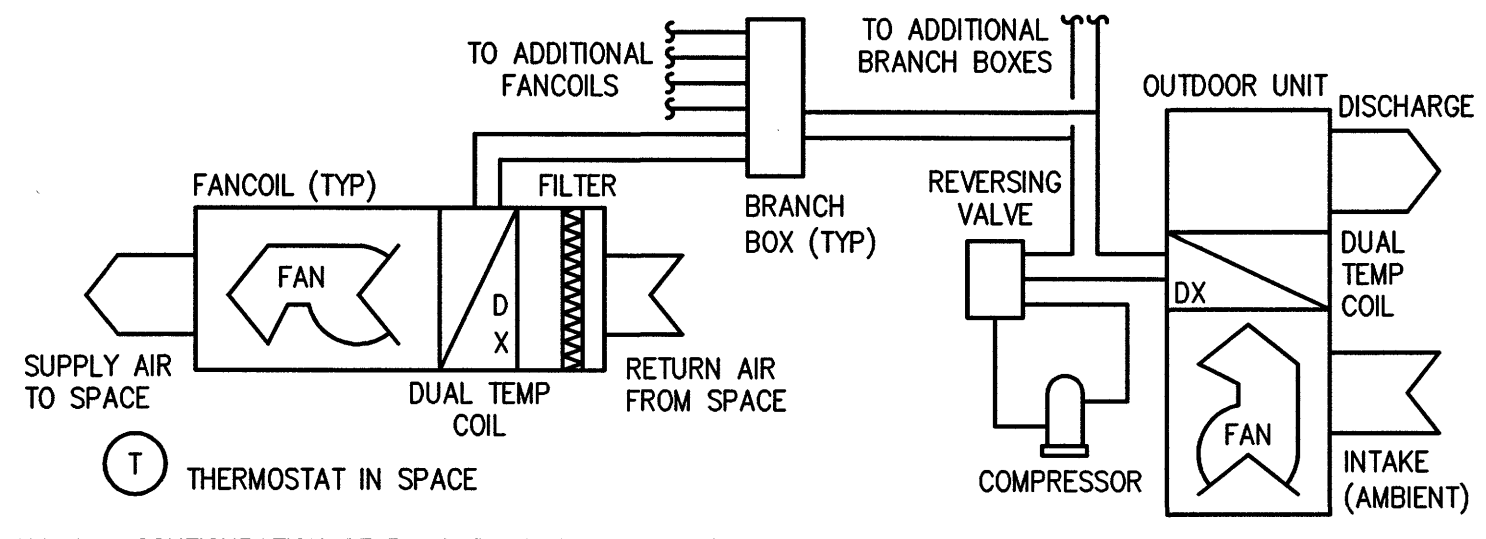 TO ADDITIONAL
FANCOILS
TO ADDITIONAL
BRANCH BOXES
OUTDOOR UNIT
DISCHARGE
FANCOIL (TYP)
FILTER
BRANCH
BOX (TYP)
REVERSING
VALVE
DUAL
TEMP
COIL
FAN
D
X
DX
SUPPLY AIR
TO SPACE
DUAL TEMP
COIL
RETURN AIR
FROM SPACE
FAN
T
THERMOSTAT IN SPACE
COMPRESSOR
INTAKE
(AMBIENT)